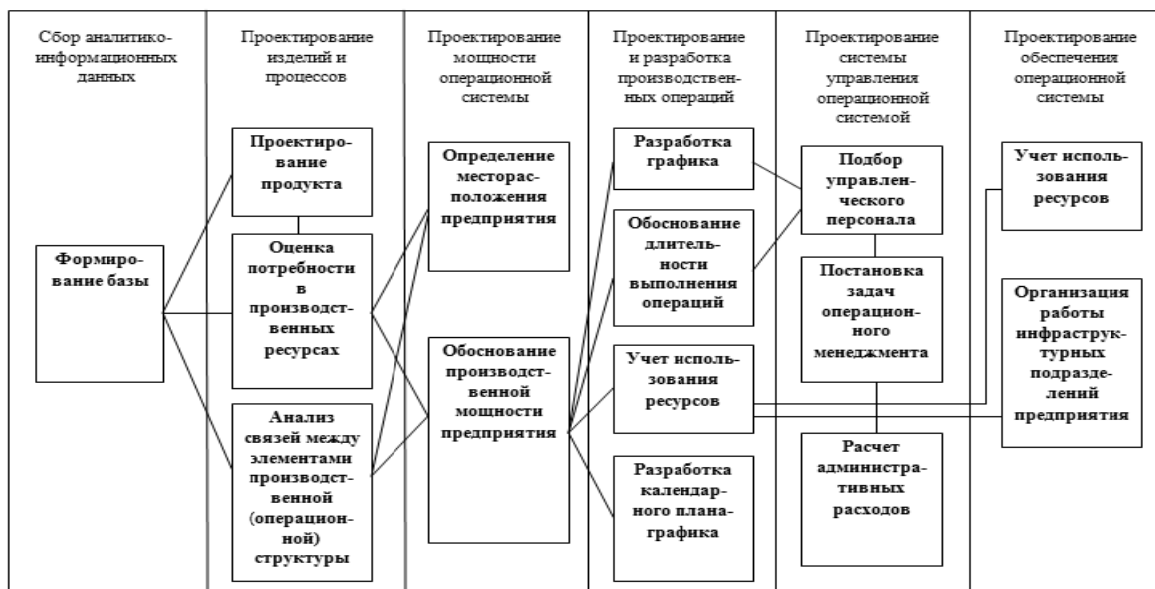 Сбор аналитико-
информационных
данных
Формиро-
вание базы
Проектирование
изделий и
процессов
Проектиро-
вание
продукта
Оценка
потребности
в
производст-
венных
ресурсах
Анализ
связей между
элементами
производст-
венной
(операцион-
ной)
структуры
Проектирование
мощности
операционной
системы
Определение
месторас-
положения
предприятия
Обоснование
производст-
венной
мощности
предприятия
Проектирование
и разработка
производствен-
ных операций
Разработка
графика
Обоснование
длитель-
ности
выполнения
операций
Учет исполь-
зования
ресурсов
Разработка
календар-
ного плана-
графика
Проектирование
системы
управления
операционной
системой
Подбор
управлен-
ческого
персонала
Постановка
задач
операцион-
ного
менеджмента
Расчет
администра-
тивных
расходов
Проектирование
обеспечения
операционной
системы
Учет исполь-
зования
ресурсов
Организация
работы
инфраструк-
турных
подразде-
лений
предприятия